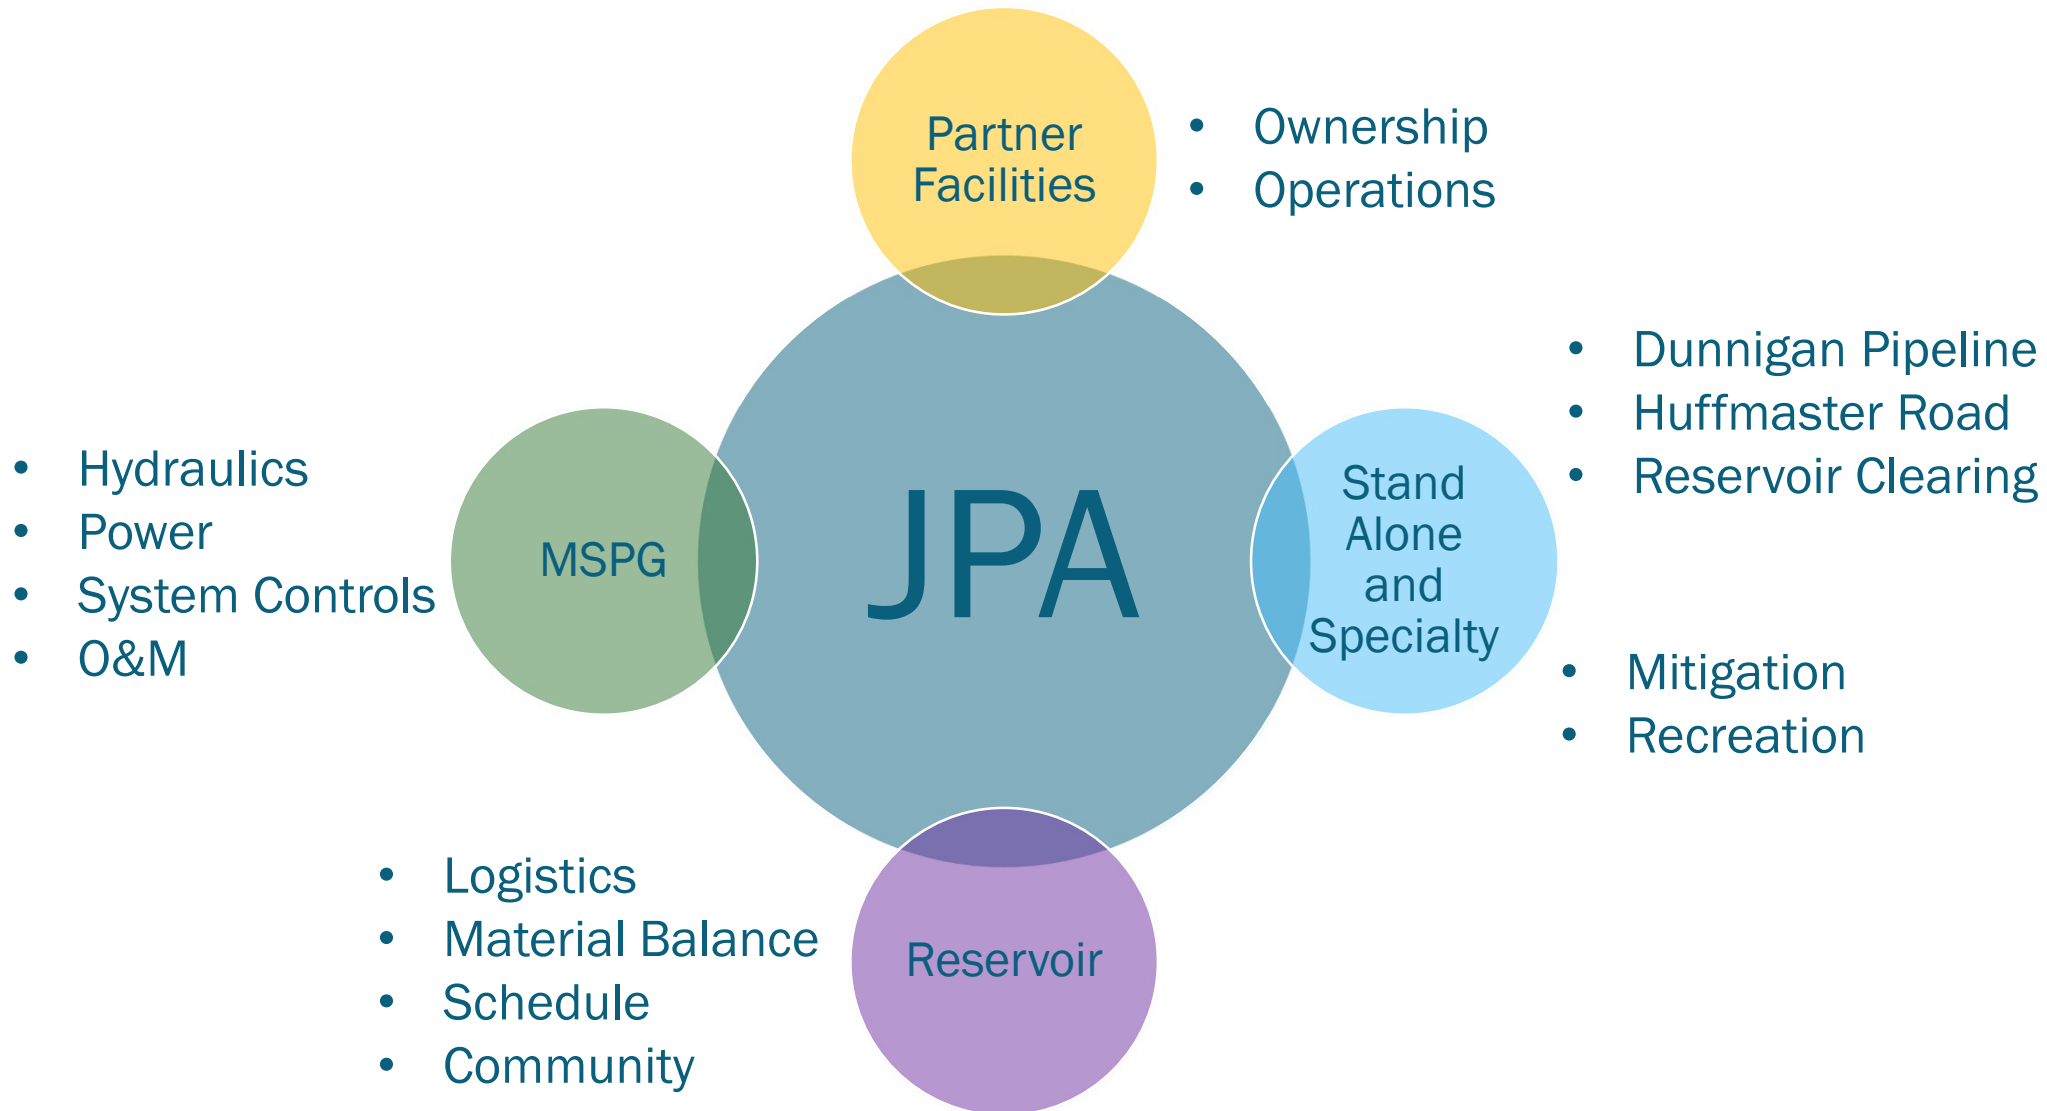 Partner
Facilities
• Ownership
• Operations
JPA
Stand
Alone
and
Specialty
• Dunnigan Pipeline
• Huffmaster Road
• Reservoir Clearing
• Mitigation
• Recreation
MSPG
• Hydraulics
• Power
• System Controls
• O&M
Reservoir
• Logistics
• Material Balance
• Schedule
• Community